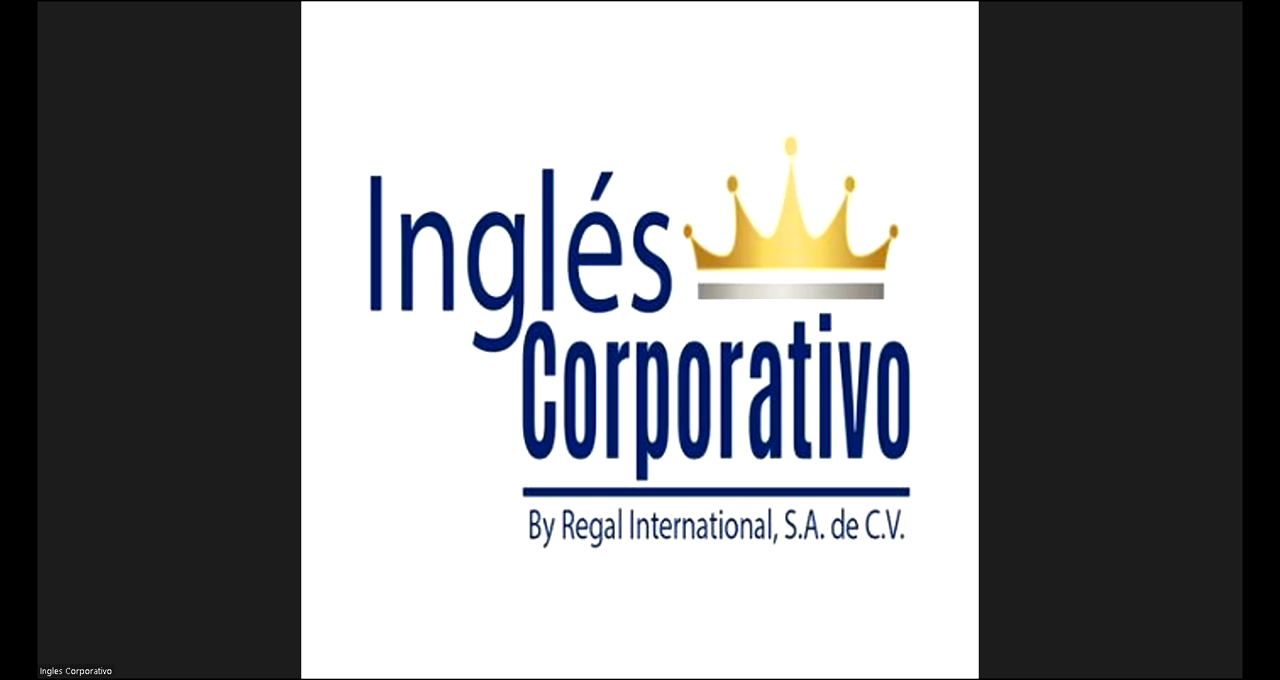 Inglés
Corporativo
By Regal International, S.A. de C.V.
Ingles Corporativo